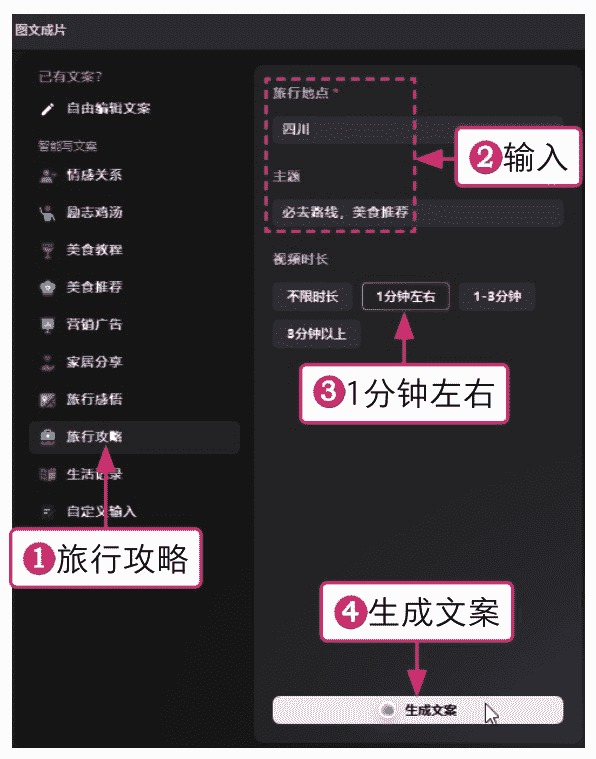 图文成片
已有文案?
自由编辑文案
智能写文案
情感关系
励志鸡汤
美食教程
美食推荐
营销广告
家居分享
旅行感悟
旅行攻略
生活记录
自定义输入
❶旅行攻略
旅行地点*
四川
❷输入
主题
必去路线，美食推荐
视频时长
不限时长 1分钟左右 1-3分钟
3分钟以上
❸1分钟左右
❹生成文案
生成文案